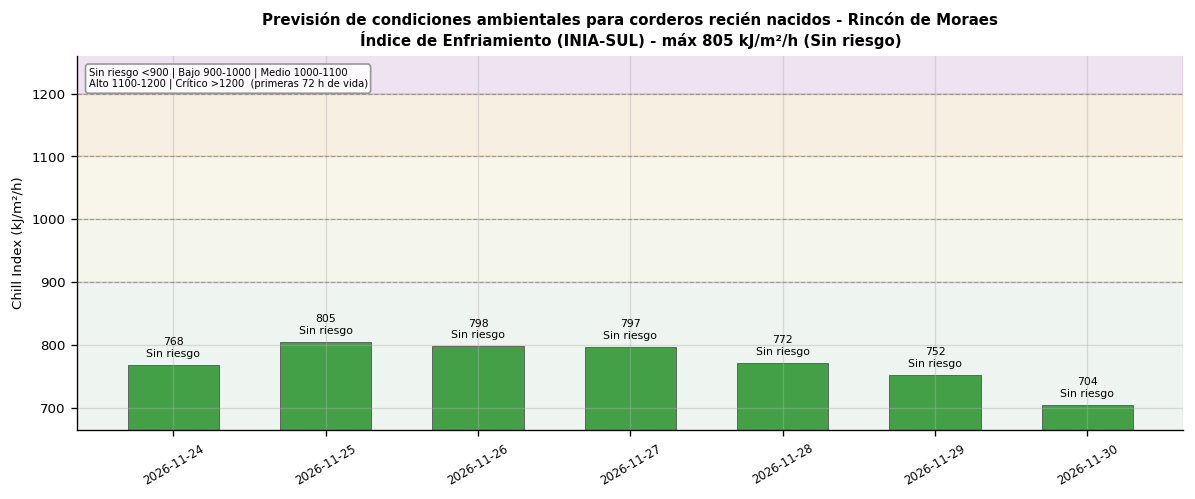 Previsión de condiciones ambientales para corderos recién nacidos - Rincón de Moraes
Índice de Enfriamiento (INIA-SUL) - máx 805 kJ/m²/h (Sin riesgo)
Sin riesgo <900 | Bajo 900-1000 | Medio 1000-1100
Alto 1100-1200 | Crítico >1200  (primeras 72 h de vida)
Chill Index (kJ/m²/h)
1200
1100
1000
900
800
700
768
Sin riesgo
805
Sin riesgo
798
Sin riesgo
797
Sin riesgo
772
Sin riesgo
752
Sin riesgo
704
Sin riesgo
2026-11-24
2026-11-25
2026-11-26
2026-11-27
2026-11-28
2026-11-29
2026-11-30